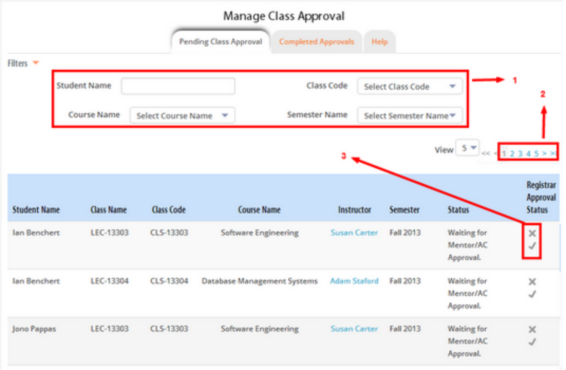 Manage Class Approval
Pending Class Approval Completed Approvals Help
Filters
Student Name Class Code Select Class Code 1
Course Name Select Course Name Semester Name Select Semester Name
2
View 5 << < 1 2 3 4 5 > >>
3
Registrar
Approval
Student Name Class Name Class Code Course Name Instructor Semester Status Status
Ian Benchert LEC-13303 CLS-13303 Software Engineering Susan Carter Fall 2013 Waiting for
Mentor/AC
Approval.
Ian Benchert LEC-13304 CLS-13304 Database Management Systems Adam Staford Fall 2013 Waiting for
Mentor/AC
Approval.
Jono Pappas LEC-13303 CLS-13303 Software Engineering Susan Carter Fall 2013 Waiting for
Mentor/AC
Approval.